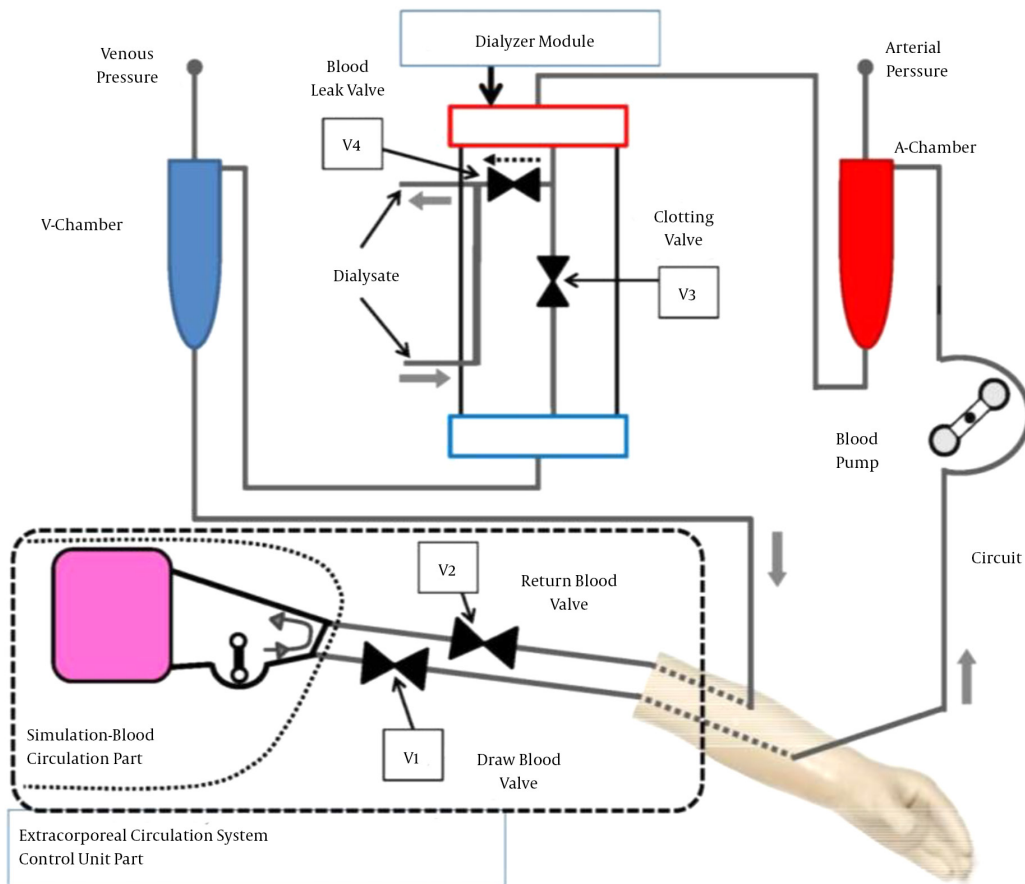 Dialyzer Module
Venous
Pressure
Blood
Leak Valve
Arterial
Perssure
V4
A-Chamber
V-Chamber
Clotting
Valve
Dialysate
V3
Blood
Pump
V2
Return Blood
Valve
Circuit
Simulation-Blood
Circulation Part
V1
Draw Blood
Valve
Extracorporeal Circulation System
Control Unit Part